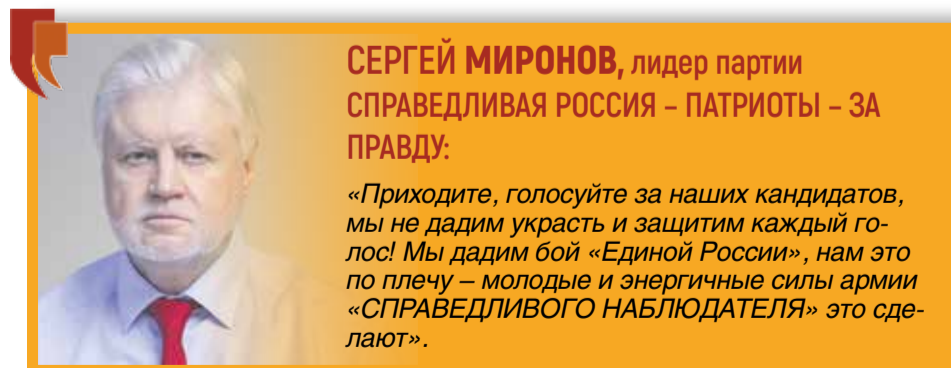 СЕРГЕЙ МИРОНОВ, лидер партии
СПРАВЕДЛИВАЯ РОССИЯ – ПАТРИОТЫ – ЗА
ПРАВДУ:
«Приходите, голосуйте за наших кандидатов,
мы не дадим украсть и защитим каждый го-
лос! Мы дадим бой «Единой России», нам это
по плечу – молодые и энергичные силы армии
«СПРАВЕДЛИВОГО НАБЛЮДАТЕЛЯ» это сде-
лают».